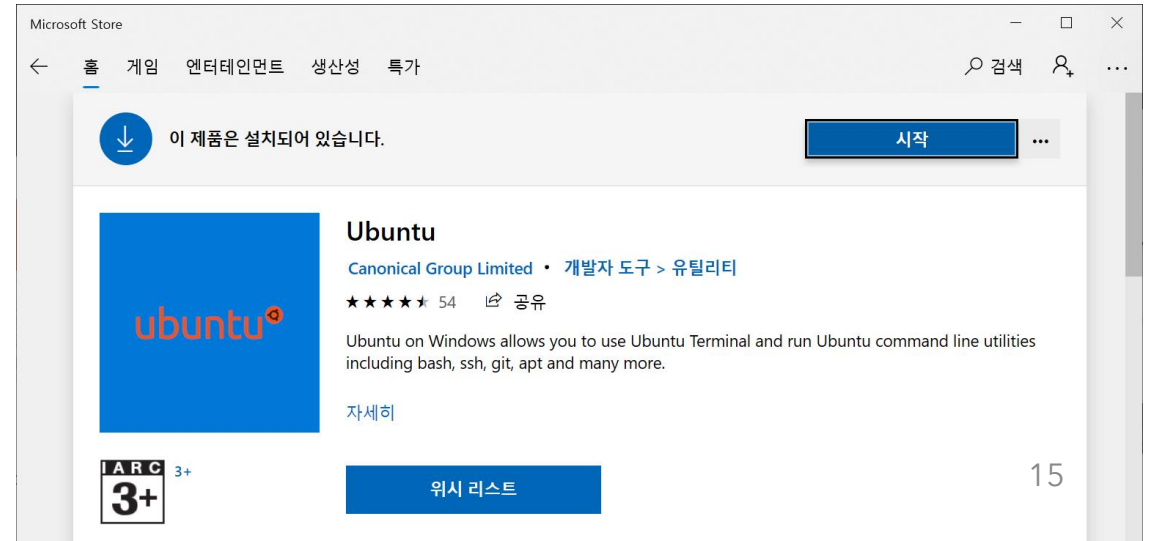 Microsoft Store
홈 게임 엔터테인먼트 생산성 특가 검색
이 제품은 설치되어 있습니다. 시작
ubuntu
Ubuntu
Canonical Group Limited • 개발자 도구 > 유틸리티
★★★★★ 54 공유
Ubuntu on Windows allows you to use Ubuntu Terminal and run Ubuntu command line utilities
including bash, ssh, git, apt and many more.
자세히
IARC
3+
3+
위시 리스트
15